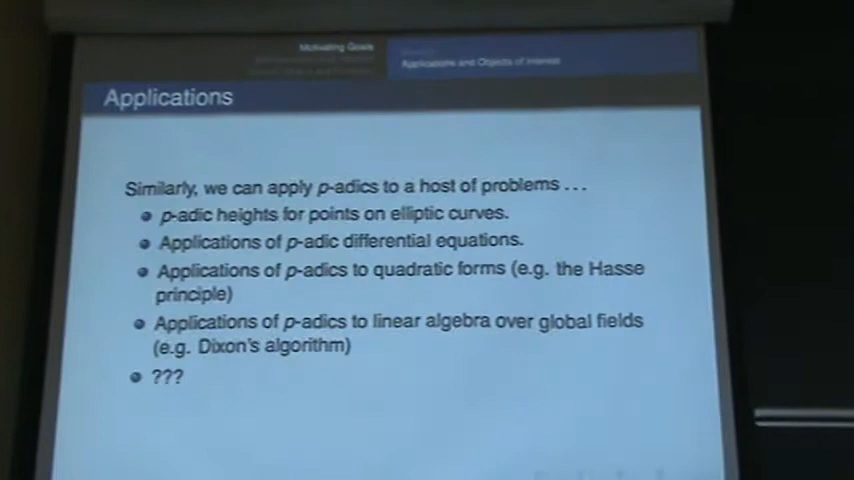 Motivating Goals
Applications and Objects of Interest
Applications
Similarly, we can apply p-adics to a host of problems ...
p-adic heights for points on elliptic curves.
Applications of p-adic differential equations.
Applications of p-adics to quadratic forms (e.g. the Hasse
principle)
Applications of p-adics to linear algebra over global fields
(e.g. Dixon's algorithm)
???